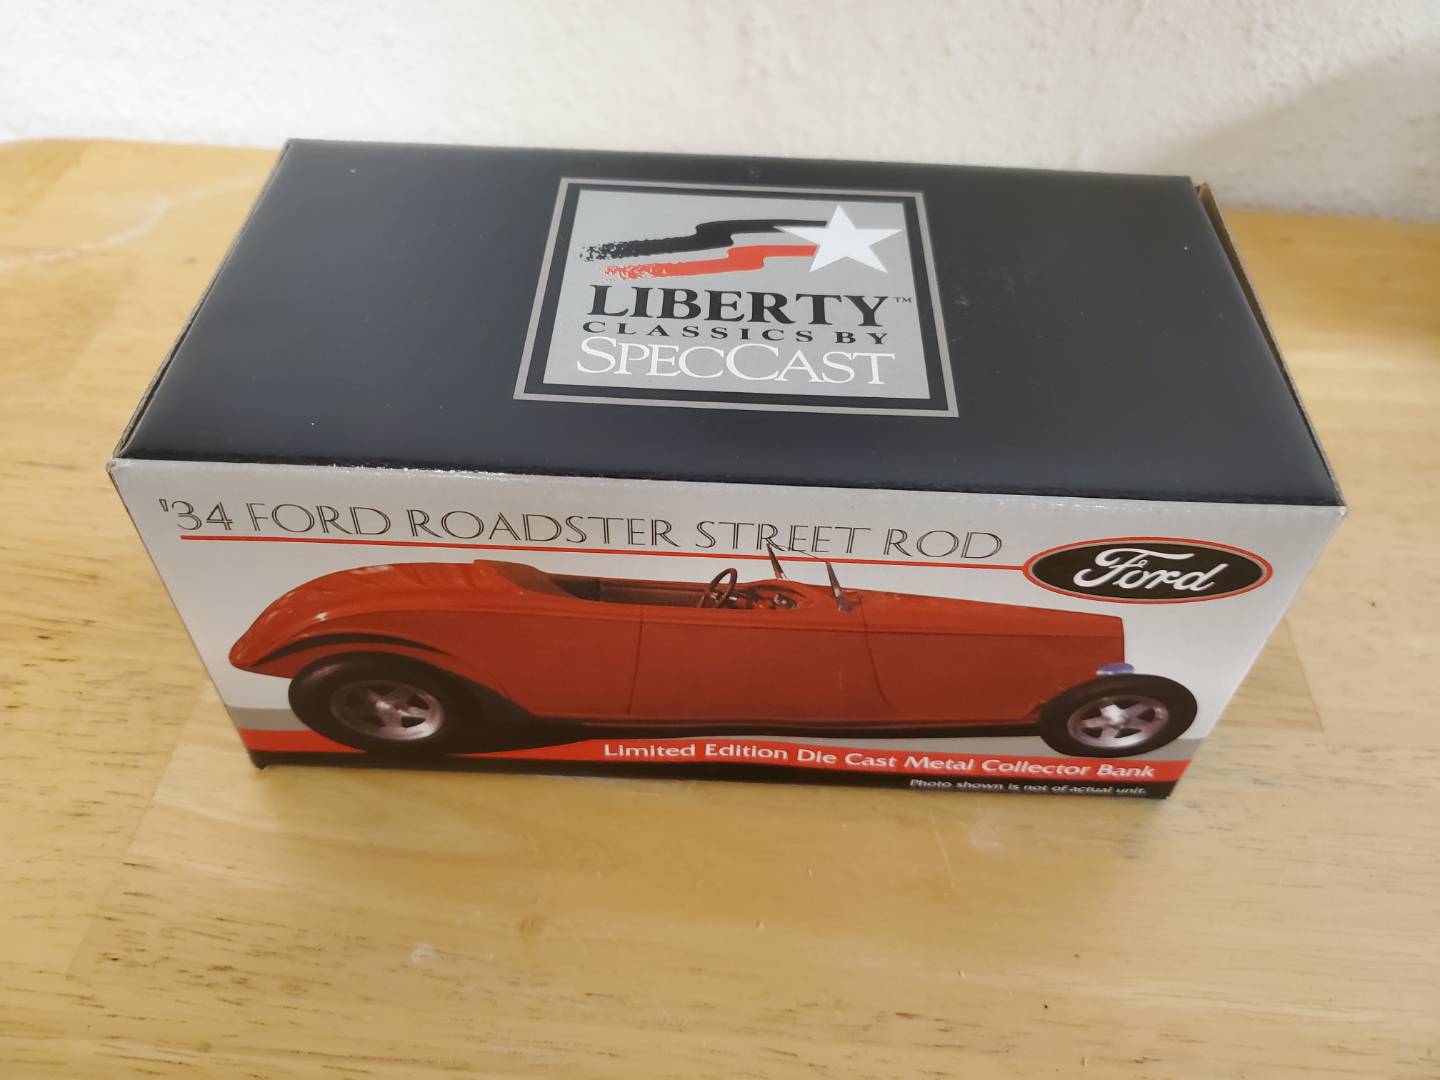 LIBERTY™
CLASSICS BY
SPECCAST
'34 FORD ROADSTER STREET ROD
Ford
Limited Edition Die Cast Metal Collector Bank
Photo shown is not of actual unit.